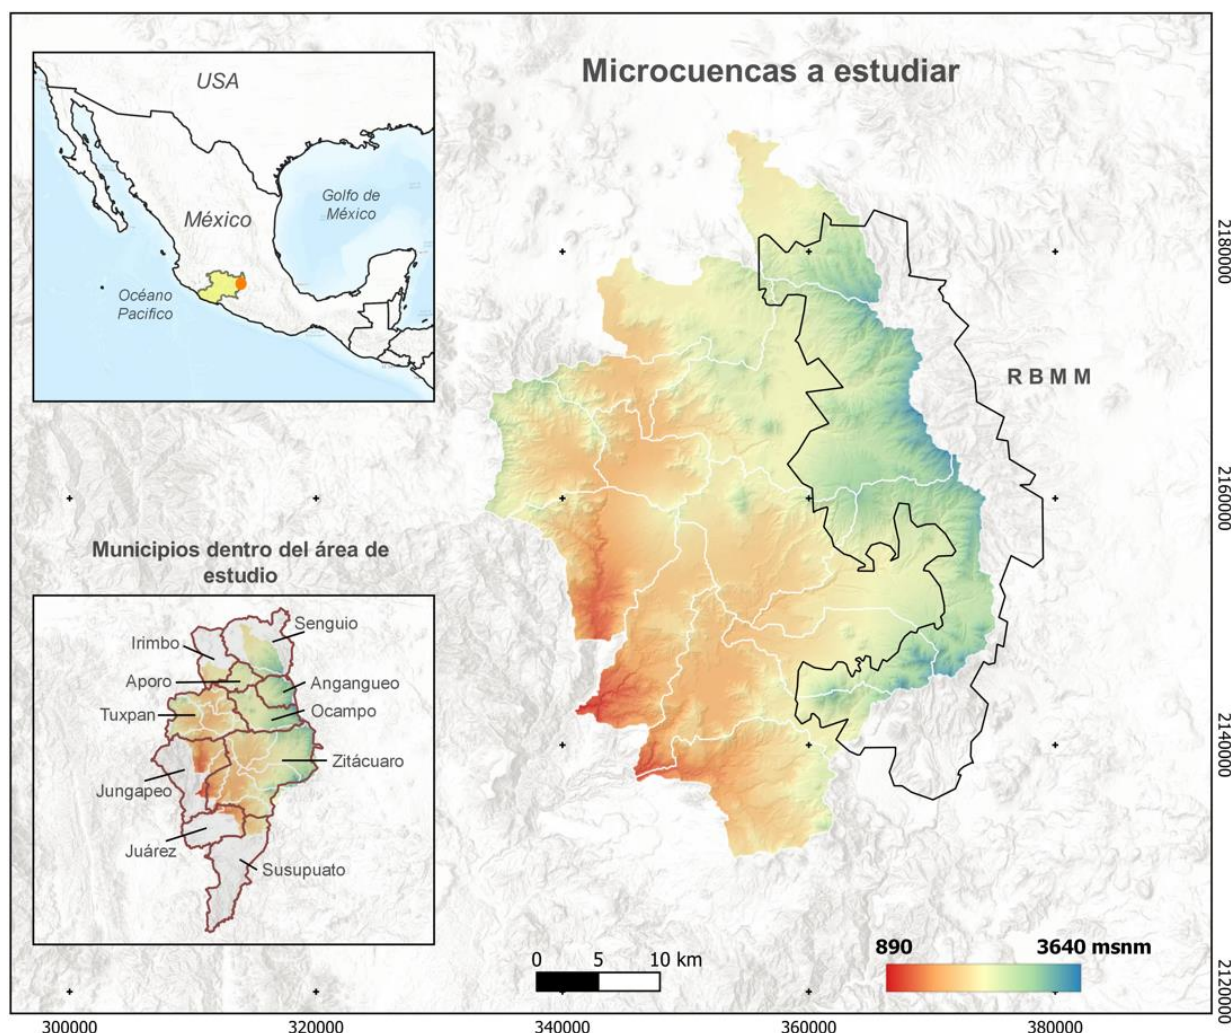 Microcuencas a estudiar
USA
México
Golfo de
México
Océano
Pacifico
R B M M
Municipios dentro del área de
estudio
Senguio
Irimbo
Aporo
Angangueo
Tuxpan
Ocampo
Zitácuaro
Jungapeo
Juárez
Susupuato
0 5 10 km
890 3640 msnm
2180000
2160000
2140000
2120000
300000 320000 340000 360000 380000